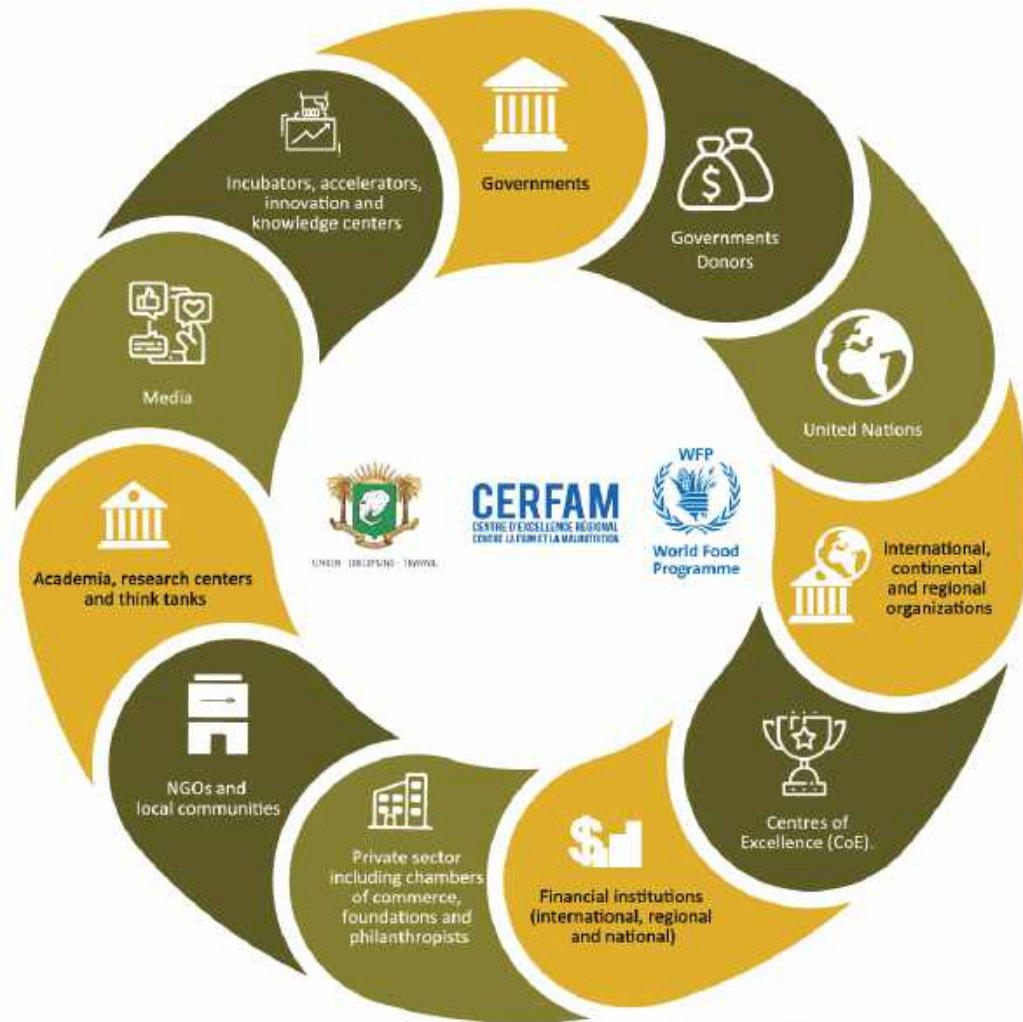 Governments
Governments
Donors
United Nations
International,
continental
and regional
organizations
Centres of
Excellence (CoE).
Financial institutions
(international, regional
and national)
Private sector
including chambers
of commerce,
foundations and
philanthropists
NGOs and
local communities
Academia, research centers
and think tanks
Media
Incubators, accelerators,
innovation and
knowledge centers
UNION - DISCIPLINE - TRAVAIL
CERFAM
CENTRE D'EXCELLENCE RÉGIONAL
CONTRE LA FAIM ET LA MALNUTRITION
WFP
World Food
Programme